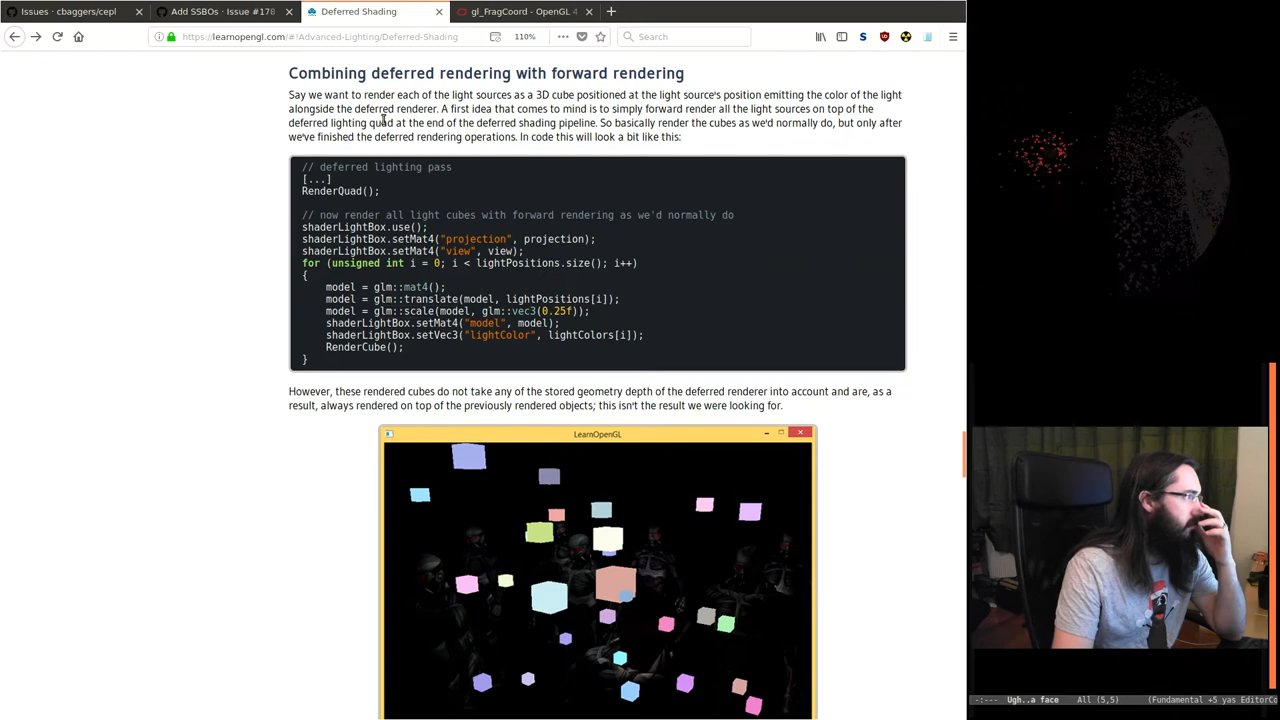 Issues · cbaggers/cepl
Add SSBOs · Issue #178
Deferred Shading
gl_FragCoord - OpenGL 4
https://learnopengl.com/#!Advanced-Lighting/Deferred-Shading
110%
Search
Combining deferred rendering with forward rendering
Say we want to render each of the light sources as a 3D cube positioned at the light source's position emitting the color of the light
alongside the deferred renderer. A first idea that comes to mind is to simply forward render all the light sources on top of the
deferred lighting quad at the end of the deferred shading pipeline. So basically render the cubes as we'd normally do, but only after
we've finished the deferred rendering operations. In code this will look a bit like this:
// deferred lighting pass
[...]
RenderQuad();
// now render all light cubes with forward rendering as we'd normally do
shaderLightBox.use();
shaderLightBox.setMat4("projection", projection);
shaderLightBox.setMat4("view", view);
for (unsigned int i = 0; i < lightPositions.size(); i++)
{
model = glm::mat4();
model = glm::translate(model, lightPositions[i]);
model = glm::scale(model, glm::vec3(0.25f));
shaderLightBox.setMat4("model", model);
shaderLightBox.setVec3("lightColor", lightColors[i]);
RenderCube();
}
However, these rendered cubes do not take any of the stored geometry depth of the deferred renderer into account and are, as a
result, always rendered on top of the previously rendered objects; this isn't the result we were looking for.
LearnOpenGL
-:--- Ugh..a face All (5,5) (Fundamental +5 yas EditorCo